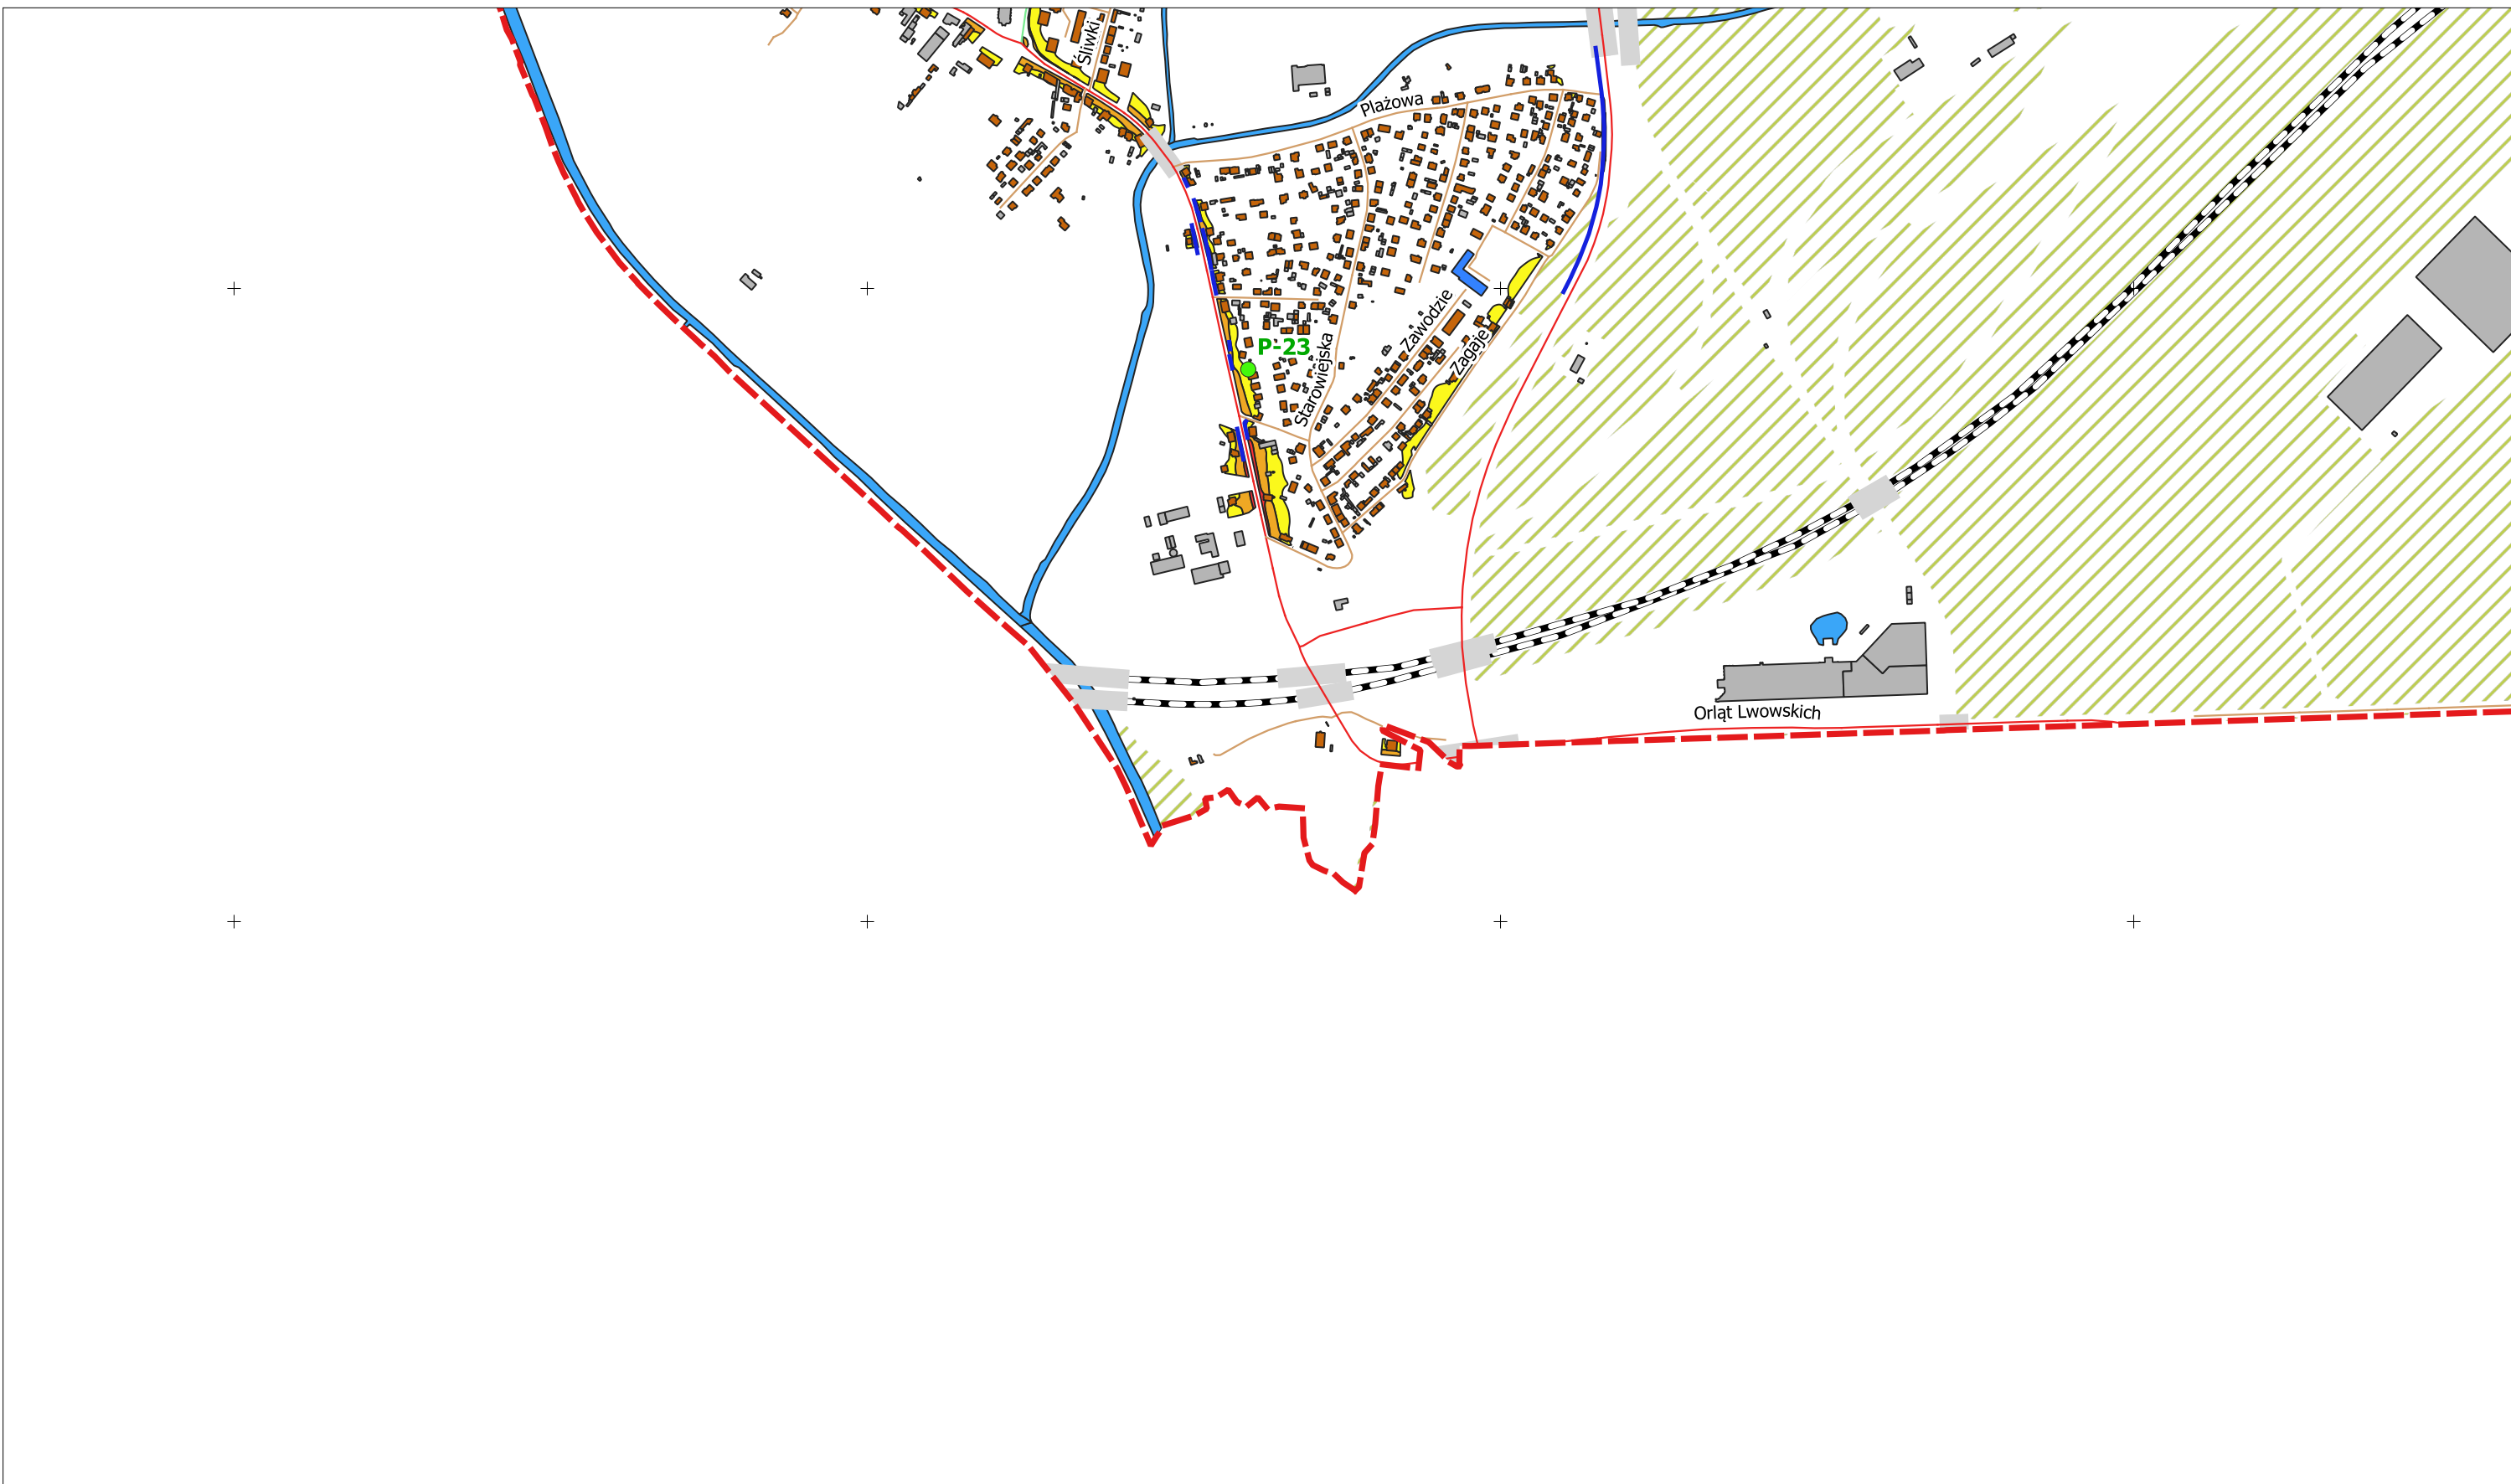 Śliwki
Plażowa
P-23
Starowiejska
Zawodzie
Zagaje
Orląt Lwowskich